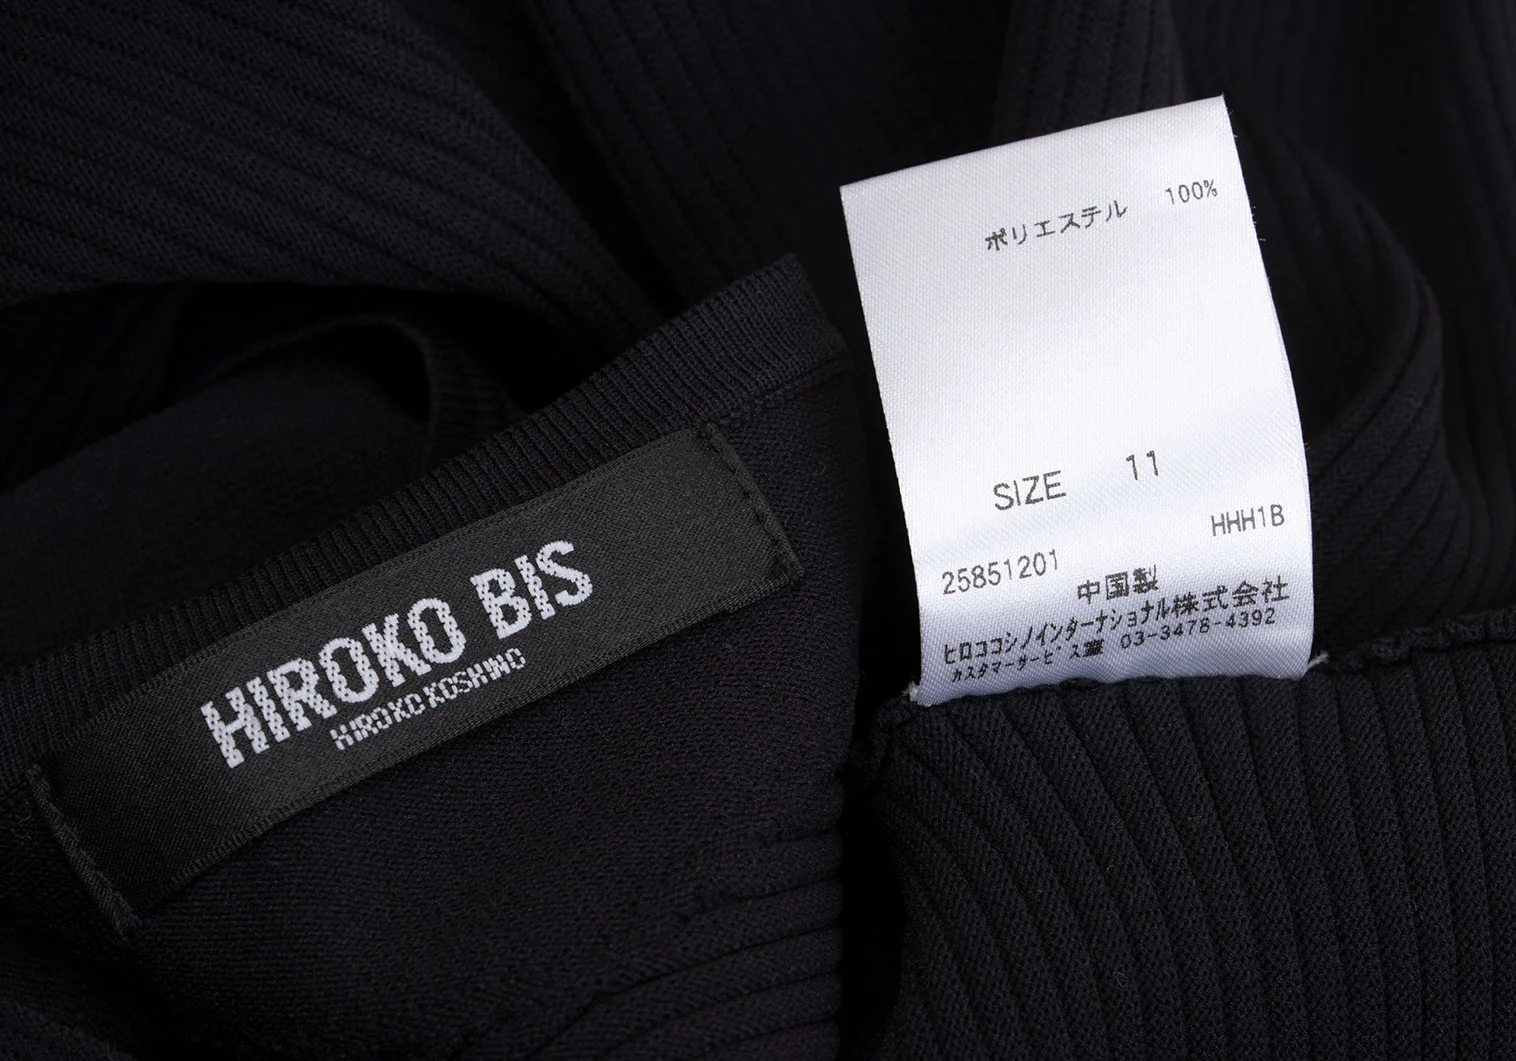 HIROKO BIS
HIROKO KOSHINO
ポリエステル 100%
SIZE 11
HHH1B
25851201
中国製
ヒロココシノインターナショナル株式会社
カスタマーサービス室 03-3478-4392